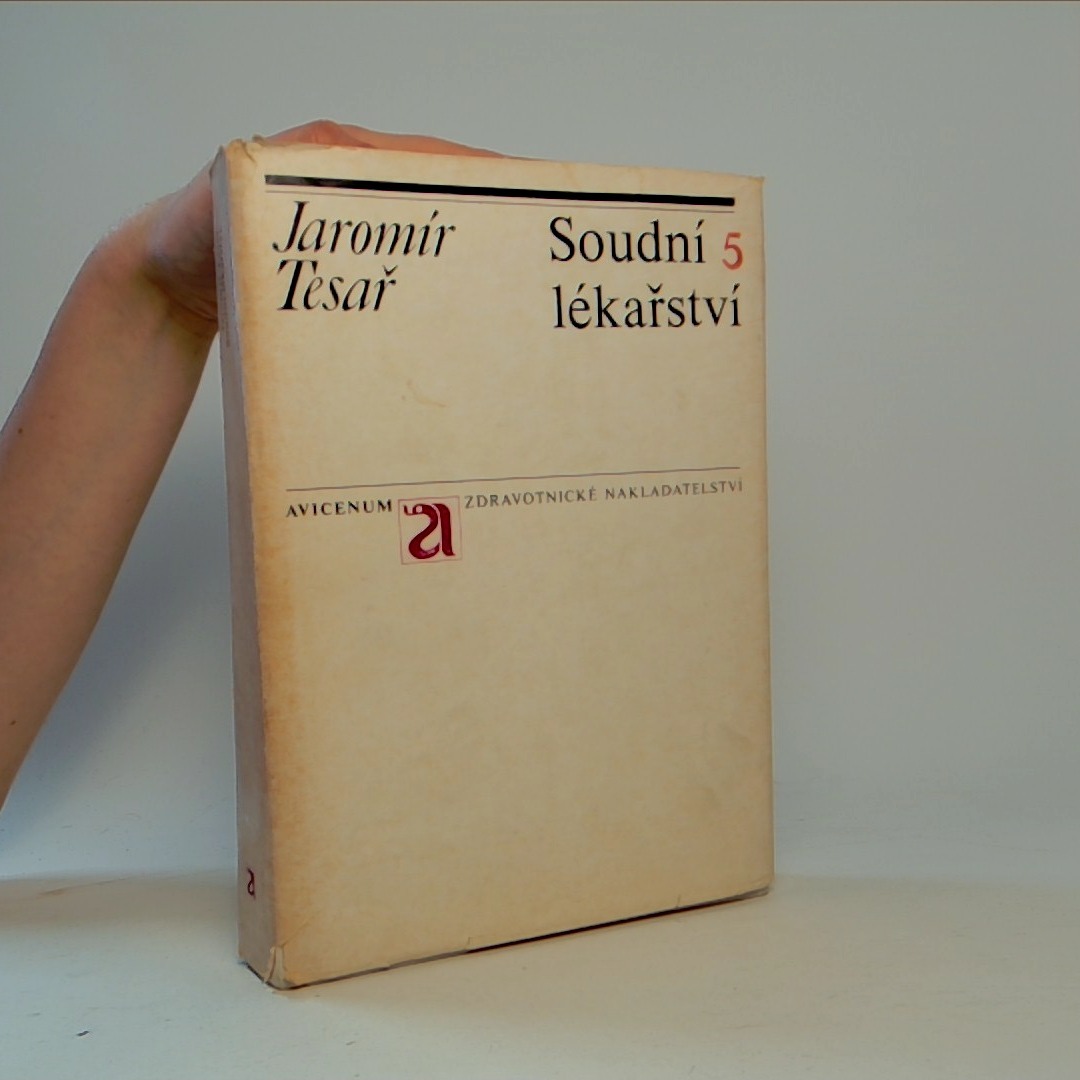 Jaromír
Tesař
Soudní 5
lékařství
AVICENUM a ZDRAVOTNICKÉ NAKLADATELSTVÍ
a